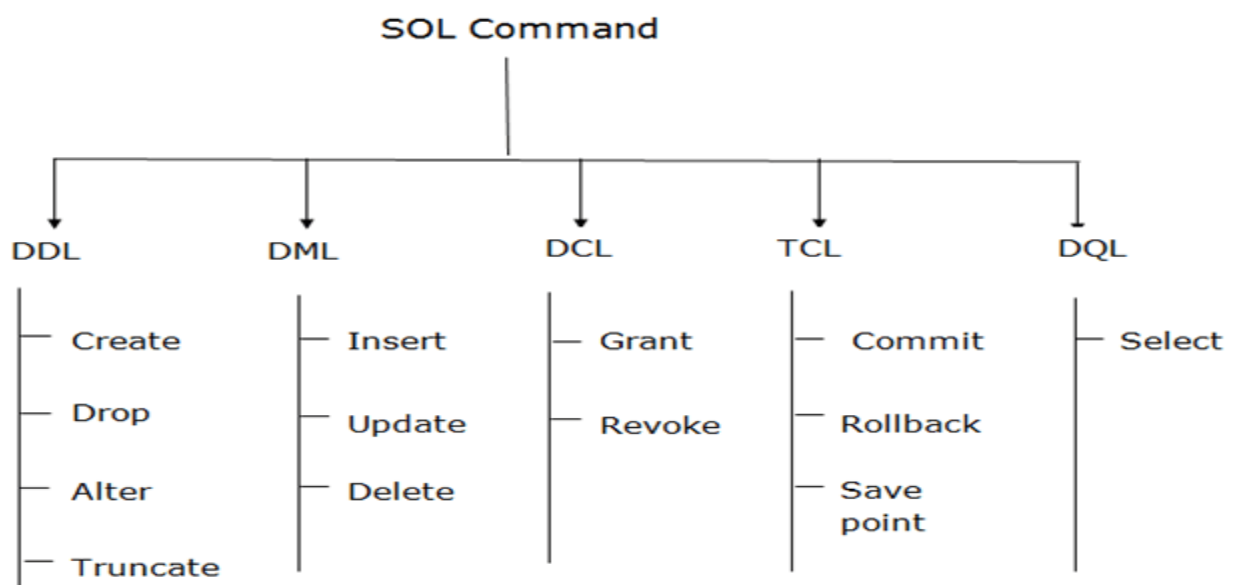 SOL Command
DDL
DML
DCL
TCL
DQL
Create
Drop
Alter
Truncate
Insert
Update
Delete
Grant
Revoke
Commit
Rollback
Save
point
Select